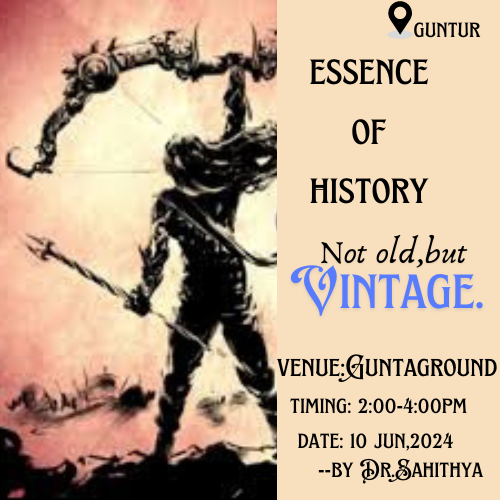 GUNTUR
ESSENCE
OF
HISTORY
Not old,but
VINTAGE.
VENUE:GUNTAGROUND
TIMING: 2:00-4:00PM
DATE: 10 JUN,2024
--BY DR.SAHITHYA